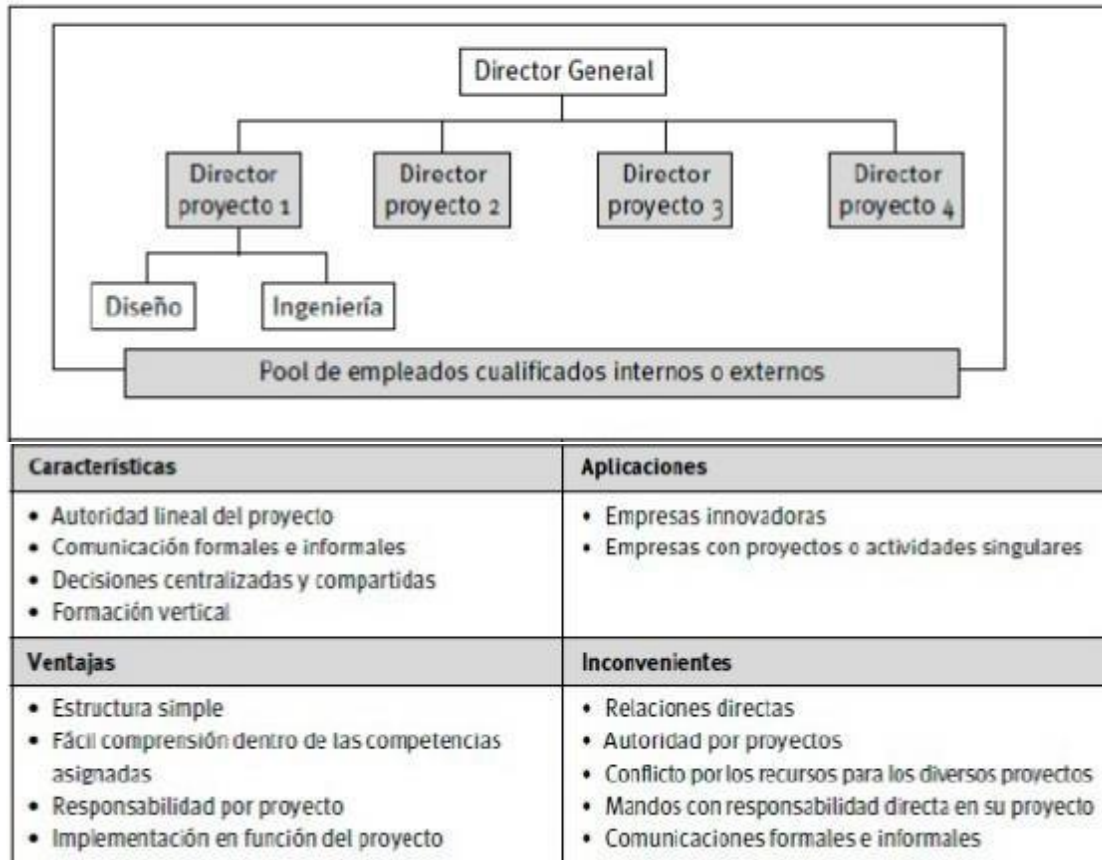 Director General
Director
proyecto 1
Director
proyecto 2
Director
proyecto 3
Director
proyecto 4
Diseño
Ingeniería
Pool de empleados cualificados internos o externos
Características
• Autoridad lineal del proyecto
• Comunicación formales e informales
• Decisiones centralizadas y compartidas
• Formación vertical
Aplicaciones
• Empresas innovadoras
• Empresas con proyectos o actividades singulares
Ventajas
• Estructura simple
• Fácil comprensión dentro de las competencias
asignadas
• Responsabilidad por proyecto
• Implementación en función del proyecto
Inconvenientes
• Relaciones directas
• Autoridad por proyectos
• Conflicto por los recursos para los diversos proyectos
• Mandos con responsabilidad directa en su proyecto
• Comunicaciones formales e informales